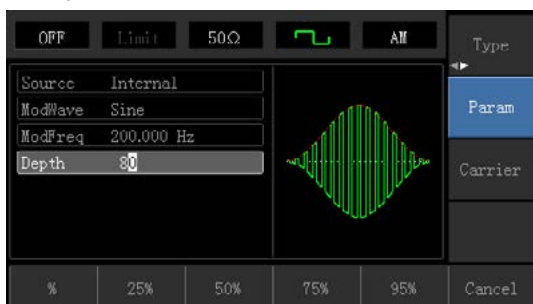 OFF Limit 50Ω AM Type
Source Internal
ModWave Sine
Param
ModFreq 200.000 Hz
Depth 80
Carrier
% 25% 50% 75% 95% Cancel